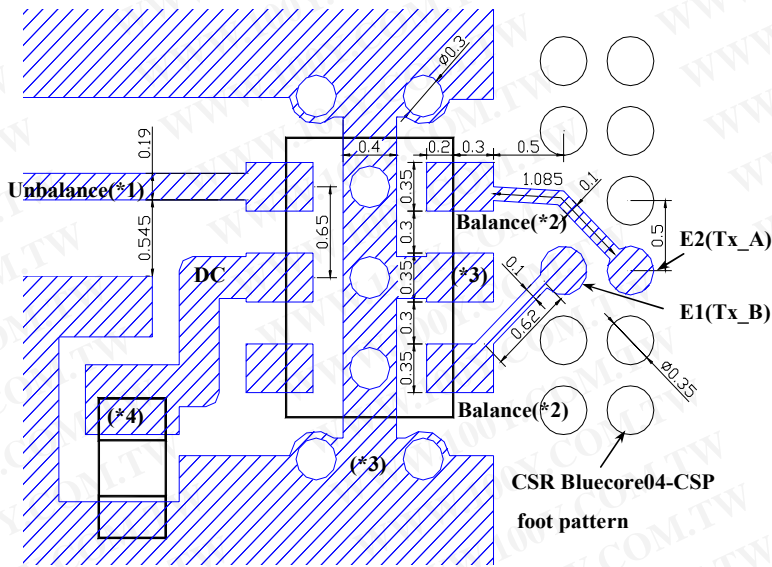 ø0.3
0.19
0.4
0.2
0.3
0.5
Unbalance(*1)
0.35
1.085
0.1
0.65
0.3
Balance(*2)
0.5
E2(Tx_A)
0.545
DC
0.35
(*3)
0.1
E1(Tx_B)
0.3
0.62
0.35
ø0.35
(*4)
Balance(*2)
(*3)
CSR Bluecore04-CSP
foot pattern